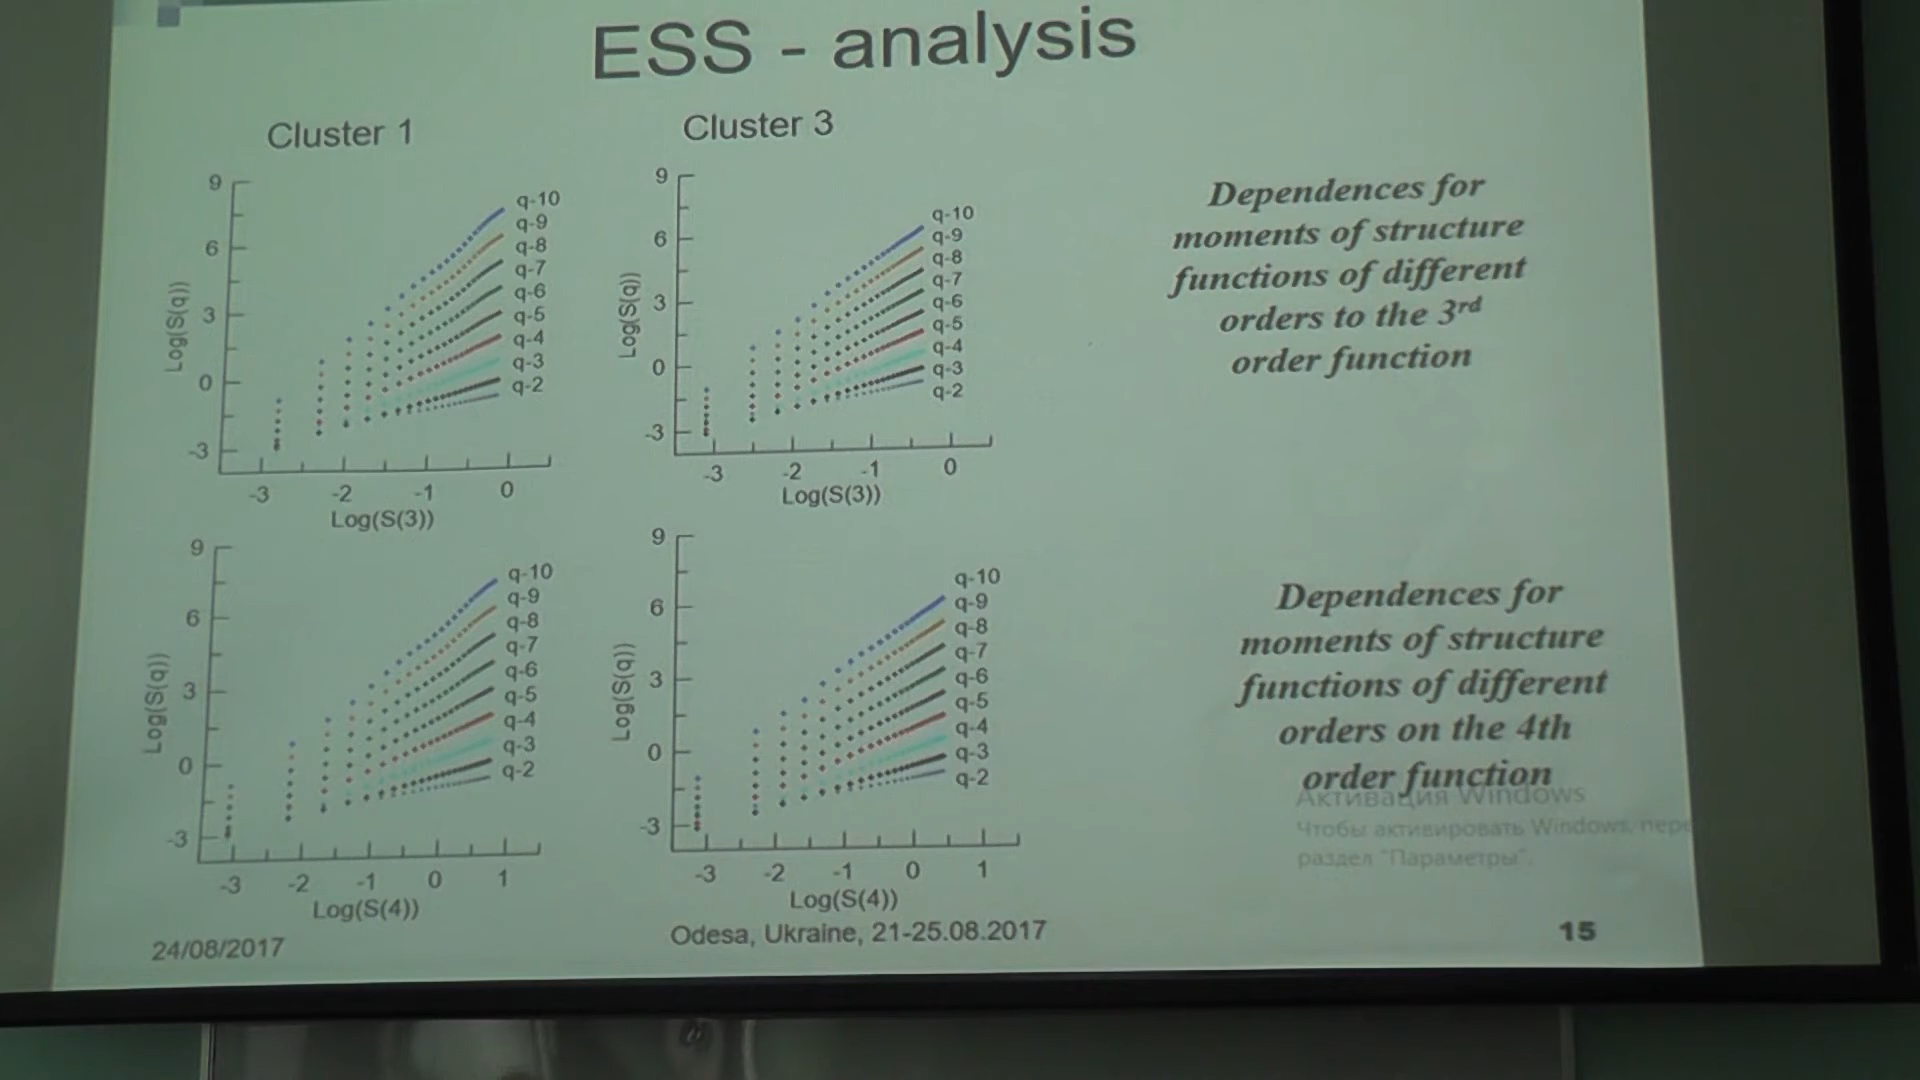 ESS - analysis
Cluster 1
9
6
3
0
-3
Log(S(q))
q-10
q-9
q-8
q-7
q-6
q-5
q-4
q-3
q-2
-3 -2 -1 0
Log(S(3))
Cluster 3
9
6
3
0
-3
Log(S(q))
q-10
q-9
q-8
q-7
q-6
q-5
q-4
q-3
q-2
-3 -2 -1 0
Log(S(3))
Dependences for
moments of structure
functions of different
orders to the 3rd
order function
9
6
3
0
-3
Log(S(q))
q-10
q-9
q-8
q-7
q-6
q-5
q-4
q-3
q-2
-3 -2 -1 0 1
Log(S(4))
9
6
3
0
-3
Log(S(q))
q-10
q-9
q-8
q-7
q-6
q-5
q-4
q-3
q-2
-3 -2 -1 0 1
Log(S(4))
Dependences for
moments of structure
functions of different
orders on the 4th
order function
Активация Windows
Чтобы активировать Windows,
раздел "Параметры".
24/08/2017
Odesa, Ukraine, 21-25.08.2017
15